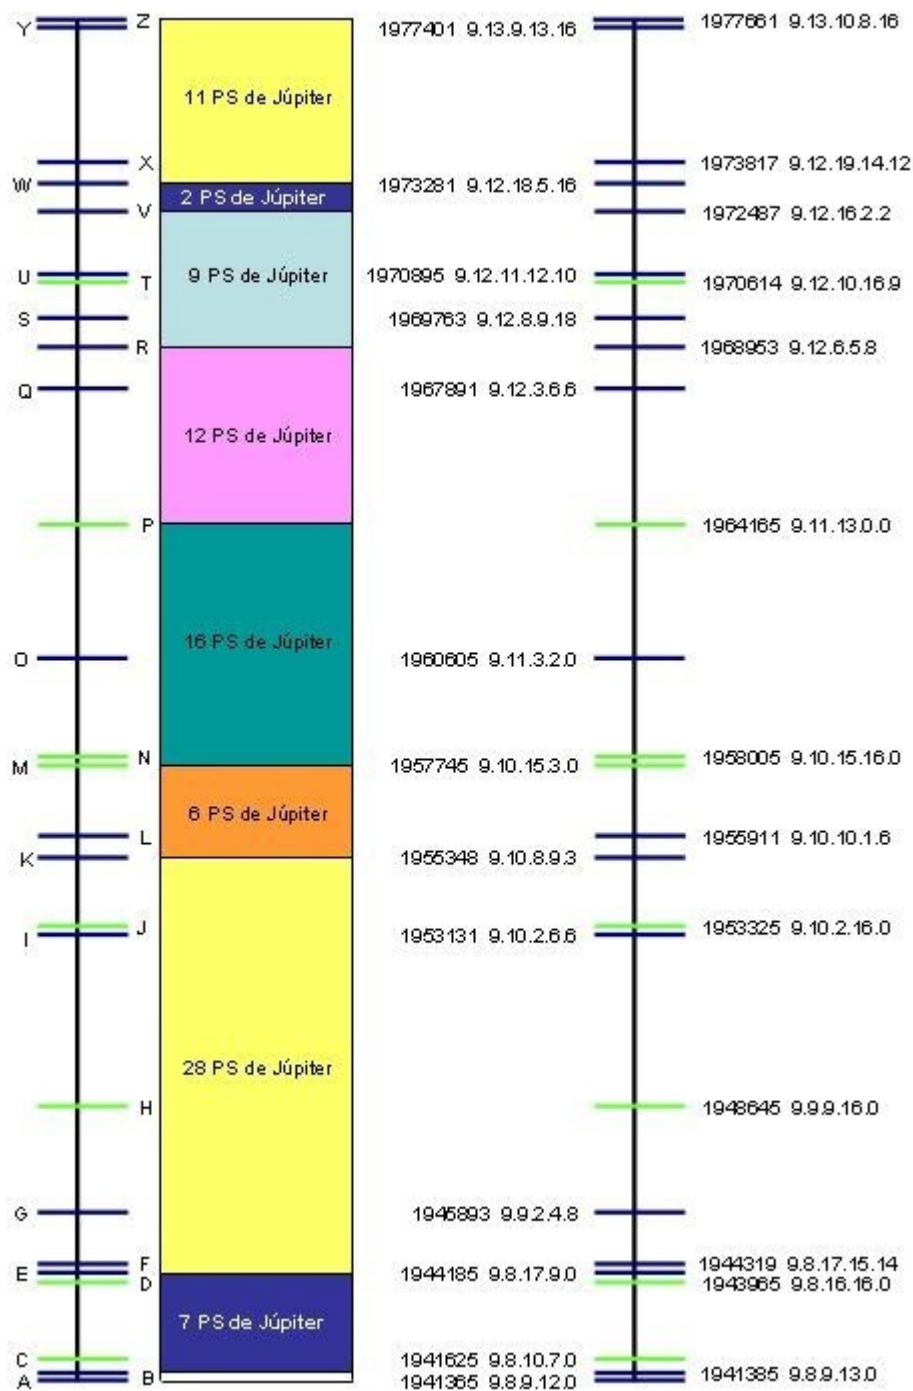 Y Z 1977401 9.13.9.13.16 1977661 9.13.10.8.16
11 PS de Júpiter
X 1973817 9.12.19.14.12
W 1973281 9.12.18.5.16
2 PS de Júpiter
V 1972487 9.12.16.2.2
U 9 PS de Júpiter 1970895 9.12.11.12.10
T 1970614 9.12.10.16.9
S 1969763 9.12.8.9.18
R 1968953 9.12.6.5.8
Q 1967891 9.12.3.6.6
12 PS de Júpiter
P 1964165 9.11.13.0.0
16 PS de Júpiter
O 1960605 9.11.3.2.0
N 1958005 9.10.15.16.0
M 1957745 9.10.15.3.0
6 PS de Júpiter
L 1955911 9.10.10.1.6
K 1955348 9.10.8.9.3
J 1953325 9.10.2.16.0
I 1953131 9.10.2.6.6
28 PS de Júpiter
H 1948645 9.9.9.16.0
G 1945893 9.9.2.4.8
F 1944319 9.8.17.15.14
E 1944185 9.8.17.9.0
D 1943965 9.8.16.16.0
7 PS de Júpiter
C 1941625 9.8.10.7.0
B 1941385 9.8.9.13.0
A 1941365 9.8.9.12.0